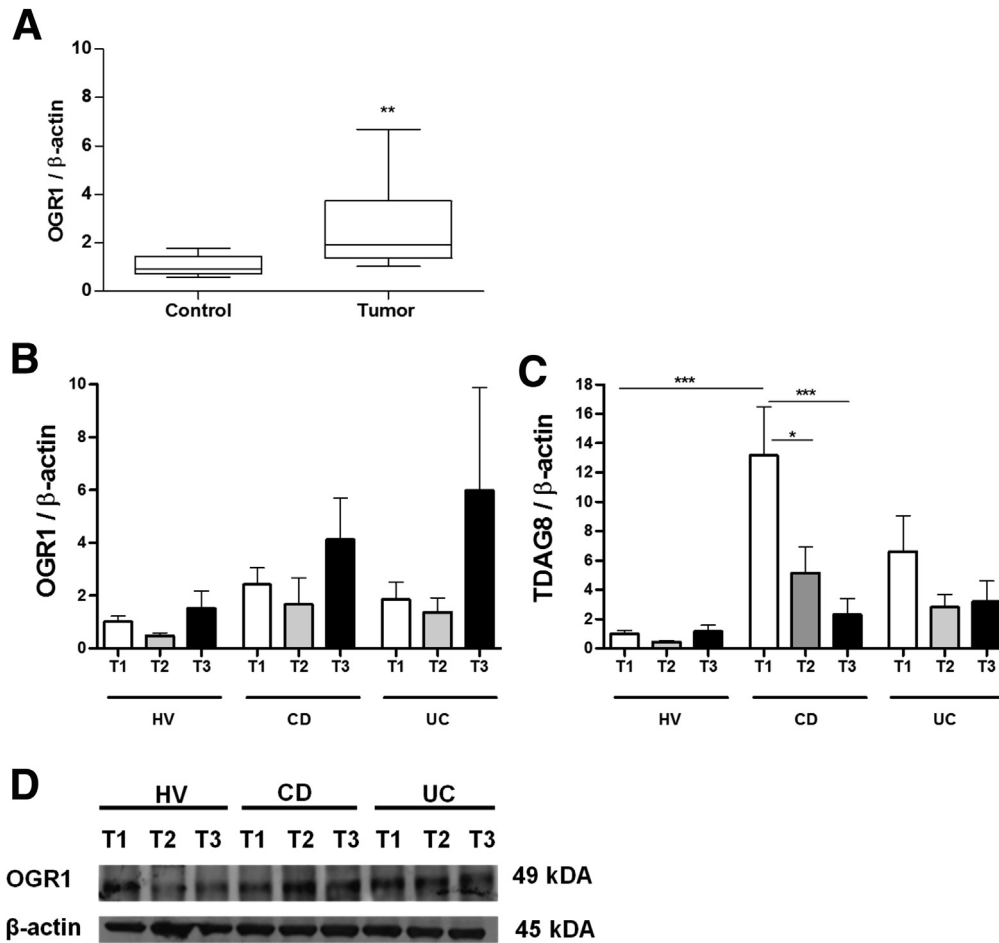 A
OGR1 / β-actin
10
8
6
4
2
0
**
Control Tumor
B
OGR1 / β-actin
10
8
6
4
2
0
T1 T2 T3 T1 T2 T3 T1 T2 T3
HV CD UC
C
TDAG8 / β-actin
18
16
14
12
10
8
6
4
2
0
***
***
*
T1 T2 T3 T1 T2 T3 T1 T2 T3
HV CD UC
D
HV CD UC
T1 T2 T3 T1 T2 T3 T1 T2 T3
OGR1 49 kDA
β-actin 45 kDA